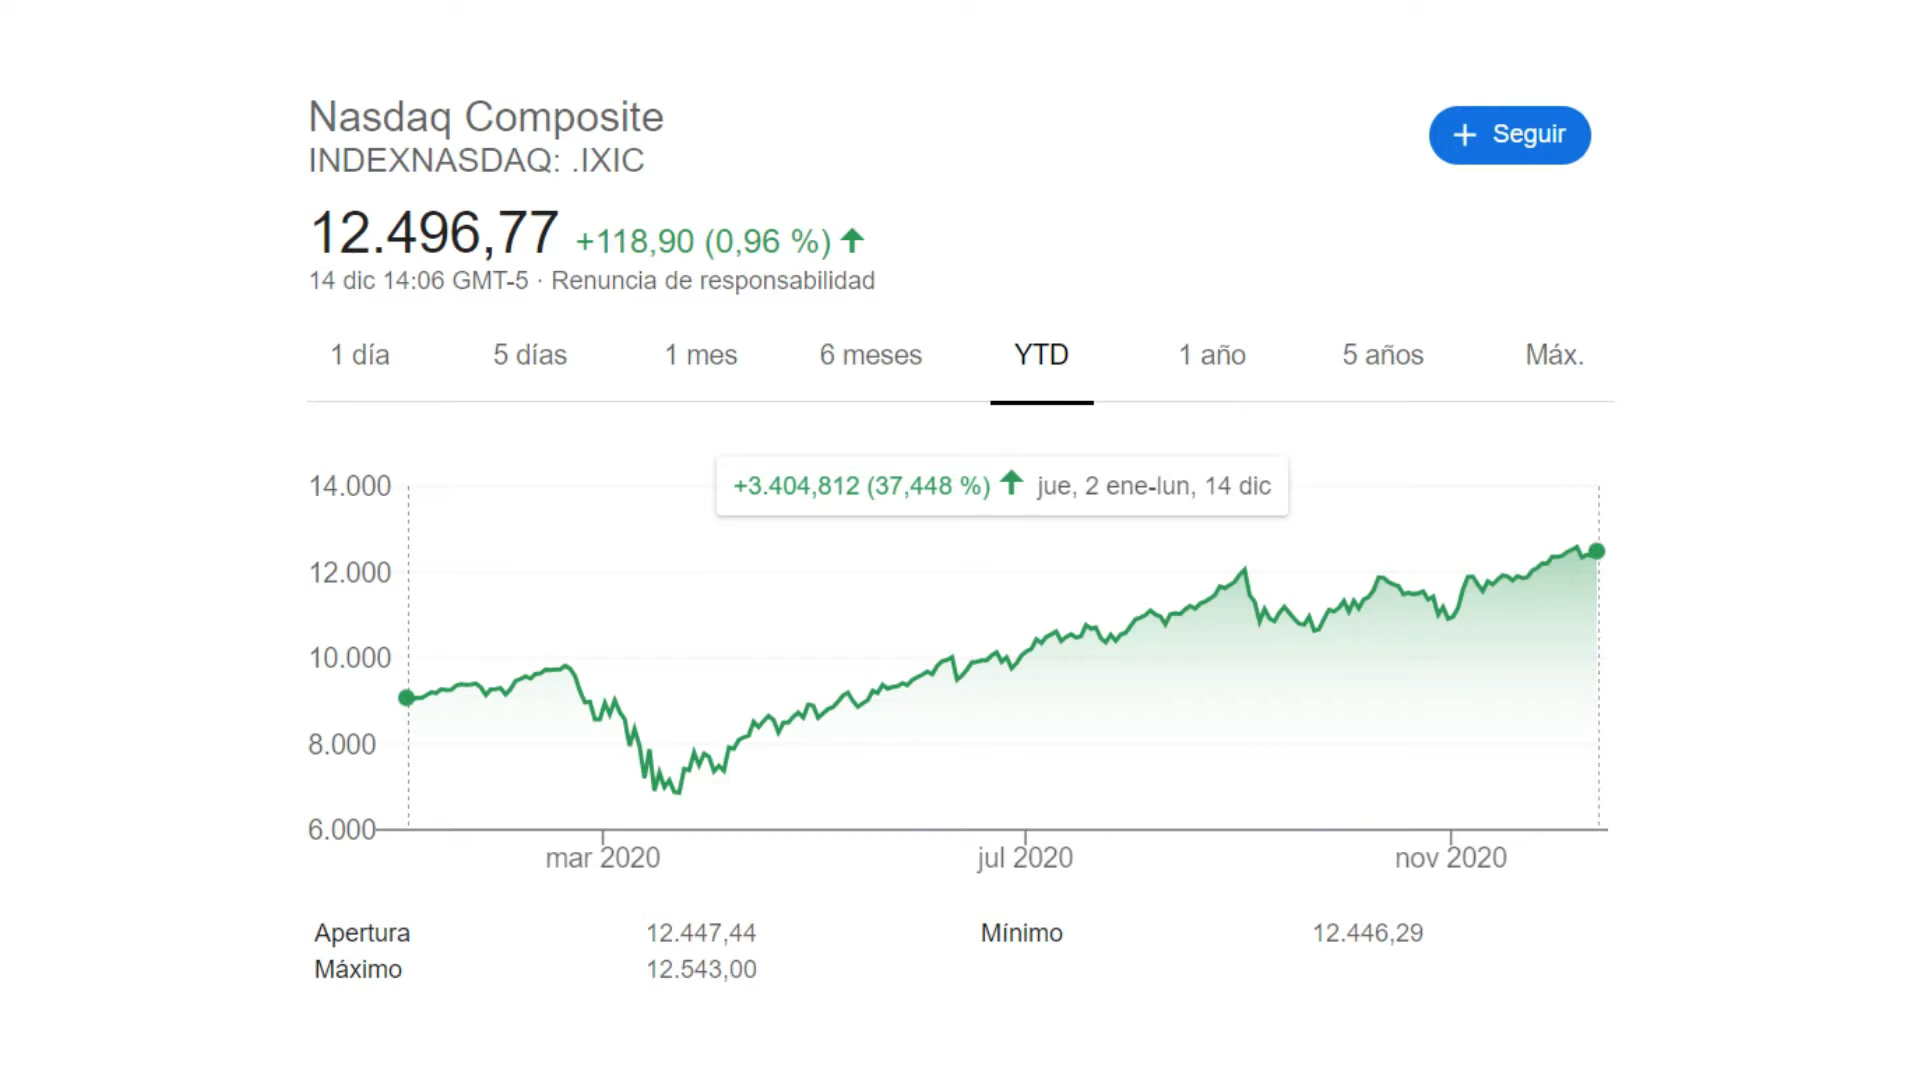 Nasdaq Composite
INDEXNASDAQ: .IXIC
+ Seguir
12.496,77 +118,90 (0,96 %)
14 dic 14:06 GMT-5 · Renuncia de responsabilidad
1 día 5 días 1 mes 6 meses YTD 1 año 5 años Máx.
+3.404,812 (37,448 %) jue, 2 ene-lun, 14 dic
14.000
12.000
10.000
8.000
6.000
mar 2020 jul 2020 nov 2020
Apertura 12.447,44 Mínimo 12.446,29
Máximo 12.543,00